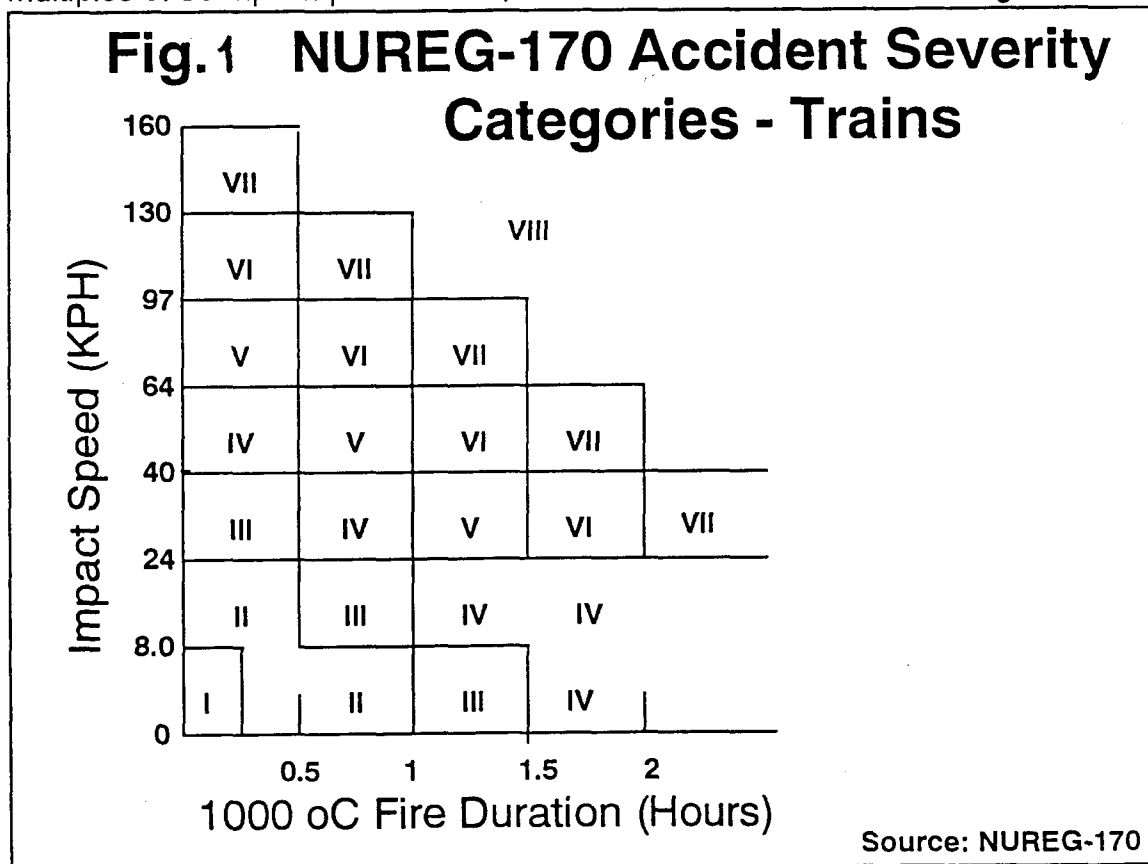 Fig.1 NUREG-170 Accident Severity
Categories - Trains
160
VII
130
VIII
VI
VII
97
V
VI
VII
64
IV
V
VI
VII
40
III
IV
V
VI
VII
24
II
III
IV
IV
8.0
I
II
III
IV
0
0.5
1
1.5
2
Impact Speed (KPH)
1000 oC Fire Duration (Hours)
Source: NUREG-170